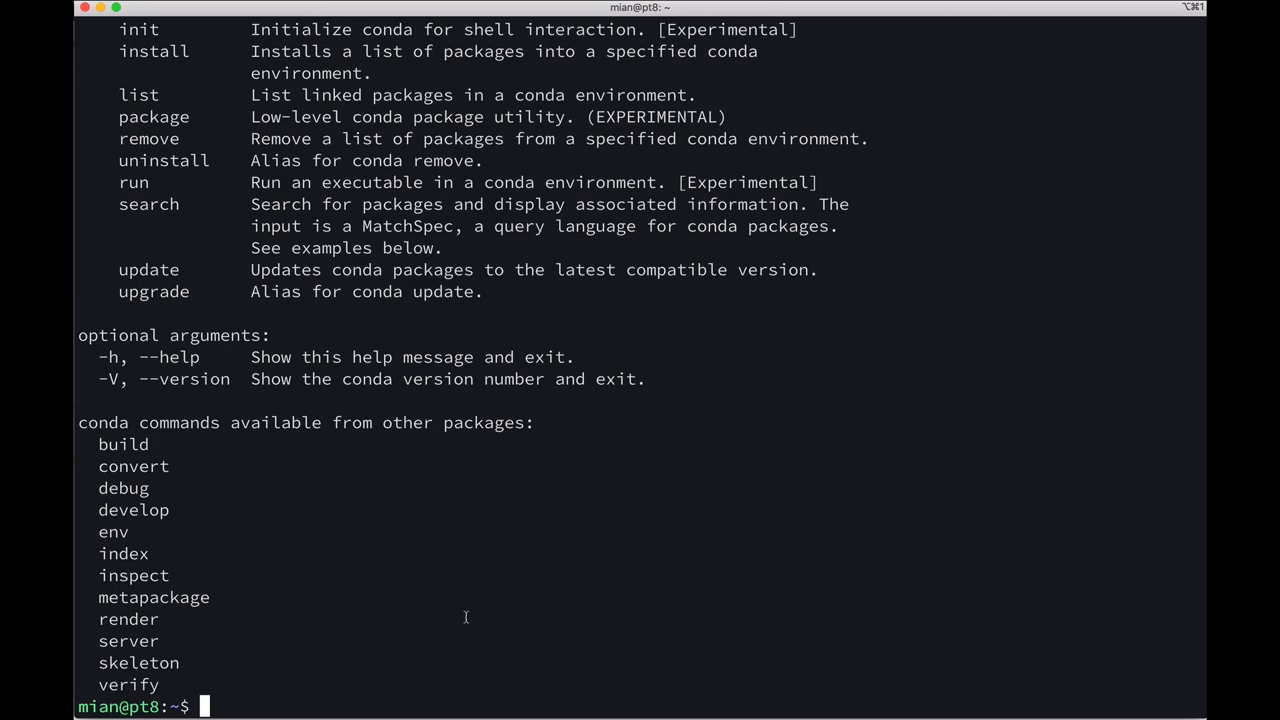 mian@pt8: ~
⌥⌘1
init         Initialize conda for shell interaction. [Experimental]
install      Installs a list of packages into a specified conda
environment.
list         List linked packages in a conda environment.
package      Low-level conda package utility. (EXPERIMENTAL)
remove       Remove a list of packages from a specified conda environment.
uninstall    Alias for conda remove.
run          Run an executable in a conda environment. [Experimental]
search       Search for packages and display associated information. The
input is a MatchSpec, a query language for conda packages.
See examples below.
update       Updates conda packages to the latest compatible version.
upgrade      Alias for conda update.
optional arguments:
-h, --help     Show this help message and exit.
-V, --version  Show the conda version number and exit.
conda commands available from other packages:
build
convert
debug
develop
env
index
inspect
metapackage
render
server
skeleton
verify
mian@pt8:~$